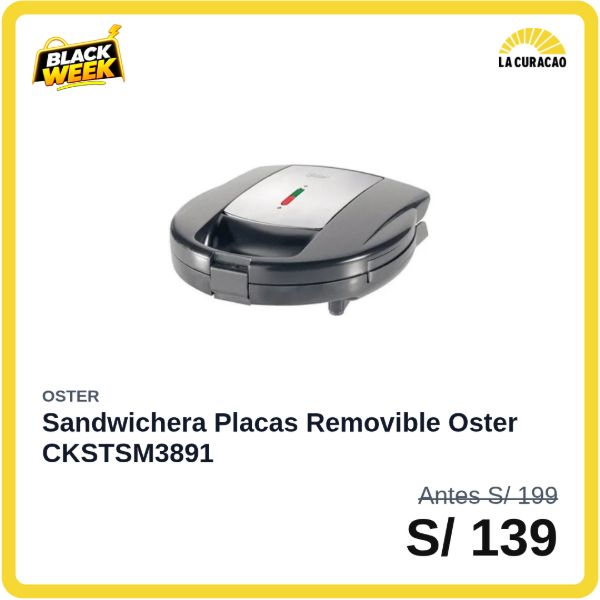 BLACK
WEEK
LA CURACAO
OSTER
Sandwichera Placas Removible Oster
CKSTSM3891
Antes S/ 199
S/ 139